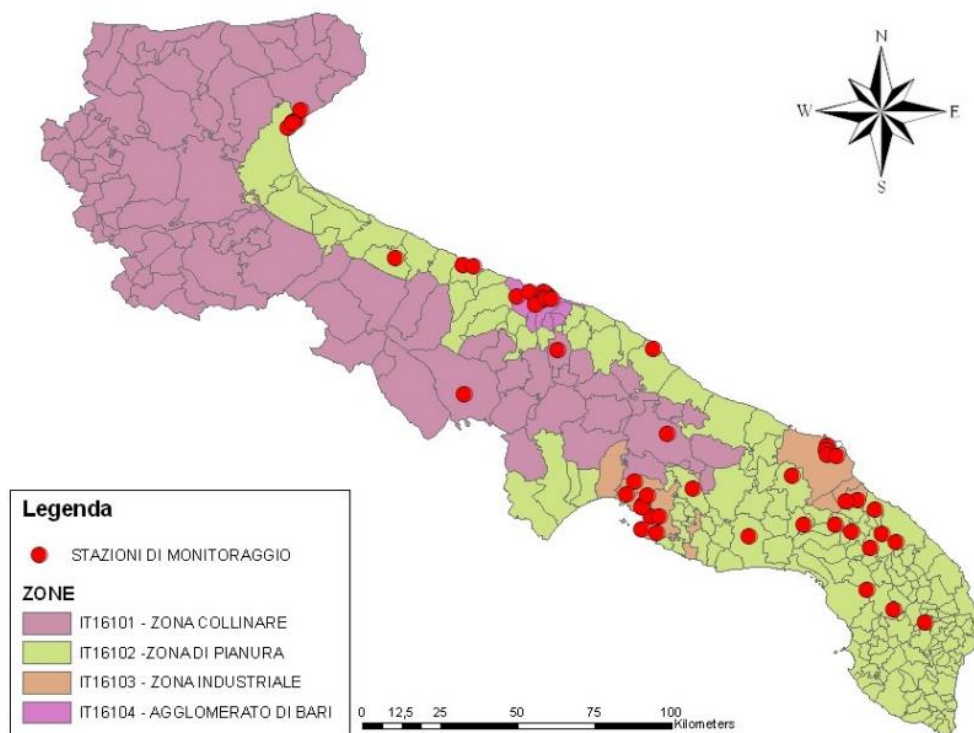 N
W E
S
Legenda
STAZIONI DI MONITORAGGIO
ZONE
IT16101 - ZONA COLLINARE
IT16102 -ZONA DI PIANURA
IT16103 - ZONA INDUSTRIALE
IT16104 - AGGLOMERATO DI BARI
0 12,5 25 50 75 100
Kilometers